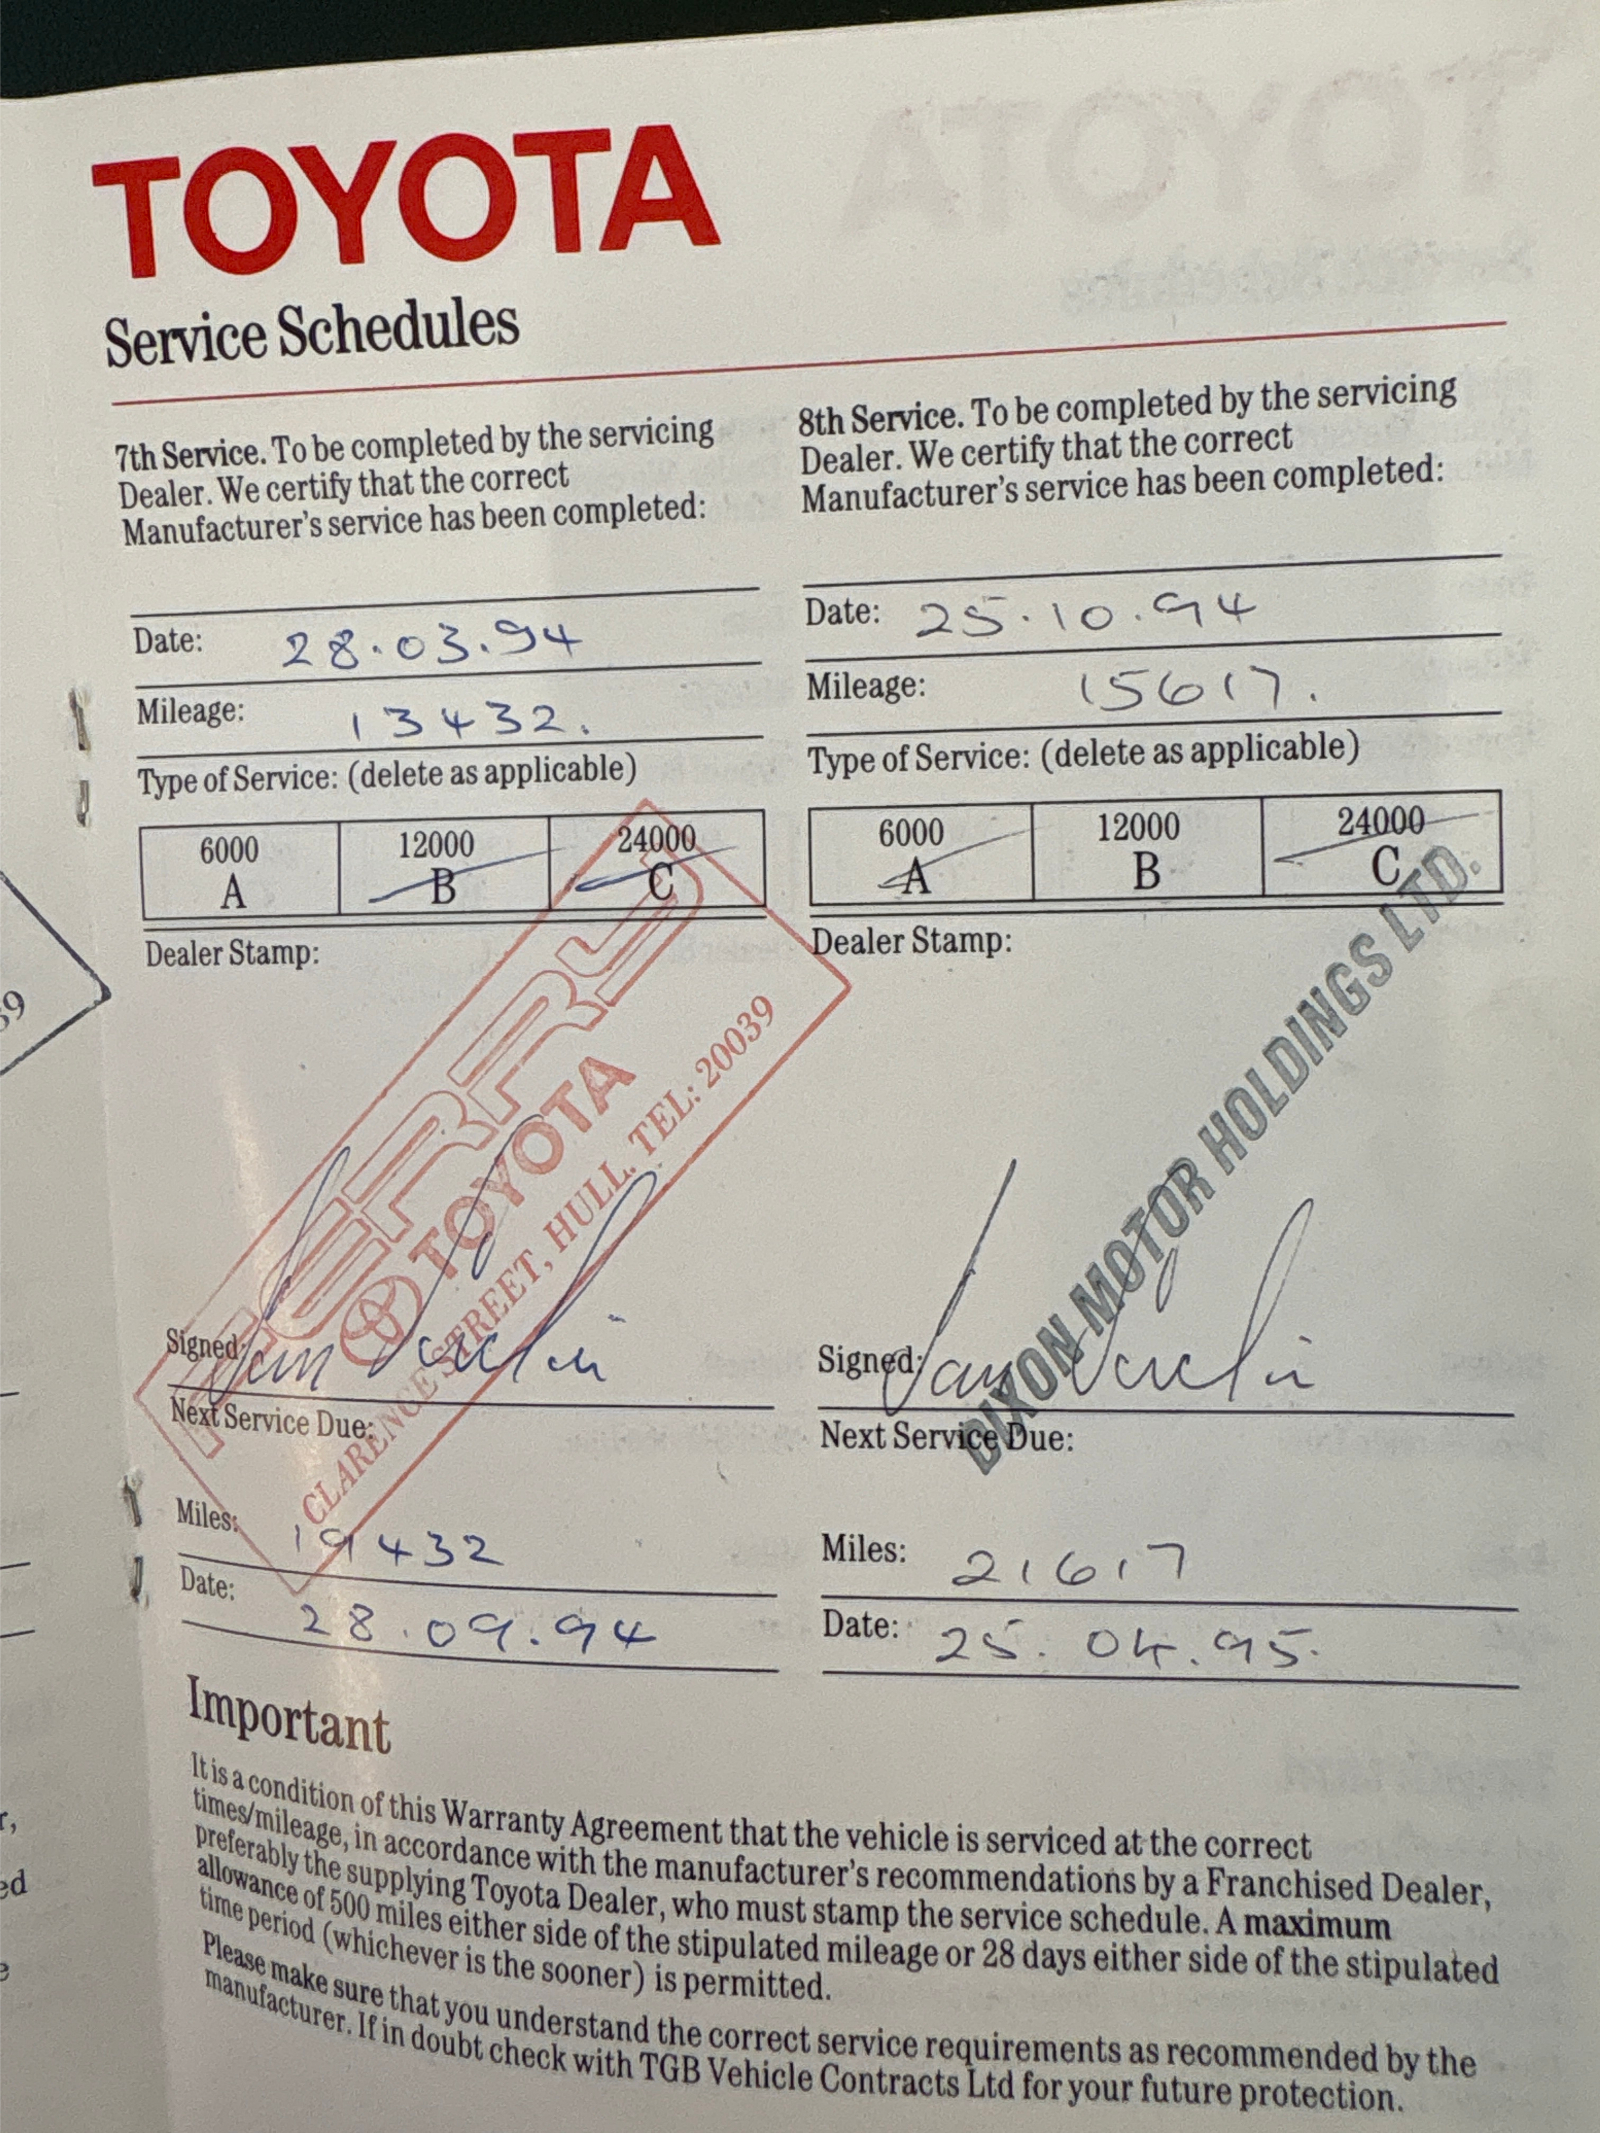 TOYOTA
Service Schedules
7th Service. To be completed by the servicing
Dealer. We certify that the correct
Manufacturer's service has been completed:
Date: 28.03.94
Mileage: 13432.
Type of Service: (delete as applicable)
6000 12000 24000
A B C
Dealer Stamp:
TOYOTA
CLARENCE STREET, HULL. TEL: 20039
Signed:
Next Service Due:
Miles: 19432
Date: 28.09.94
8th Service. To be completed by the servicing
Dealer. We certify that the correct
Manufacturer's service has been completed:
Date: 25.10.94
Mileage: 15617.
Type of Service: (delete as applicable)
6000 12000 24000
A B C
Dealer Stamp:
DIXON MOTOR HOLDINGS LTD.
Signed:
Next Service Due:
Miles: 21617
Date: 25.04.95.
Important
It is a condition of this Warranty Agreement that the vehicle is serviced at the correct
times/mileage, in accordance with the manufacturer's recommendations by a Franchised Dealer,
preferably the supplying Toyota Dealer, who must stamp the service schedule. A maximum
allowance of 500 miles either side of the stipulated mileage or 28 days either side of the stipulated
time period (whichever is the sooner) is permitted.
Please make sure that you understand the correct service requirements as recommended by the
manufacturer. If in doubt check with TGB Vehicle Contracts Ltd for your future protection.